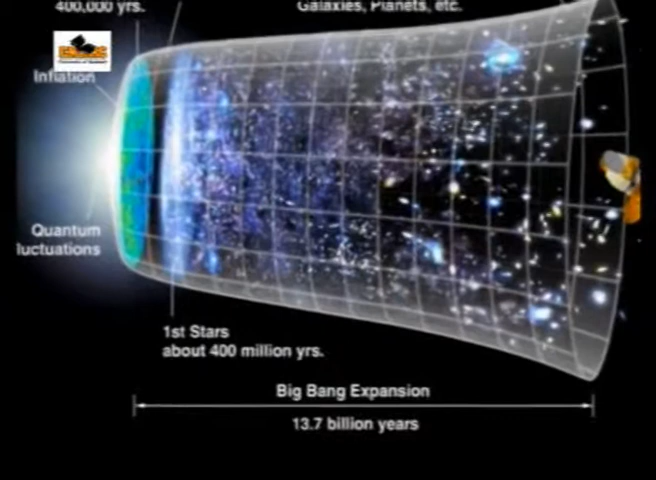 400,000 yrs.
Galaxies, Planets, etc.
Inflation
Quantum
luctuations
1st Stars
about 400 million yrs.
Big Bang Expansion
13.7 billion years